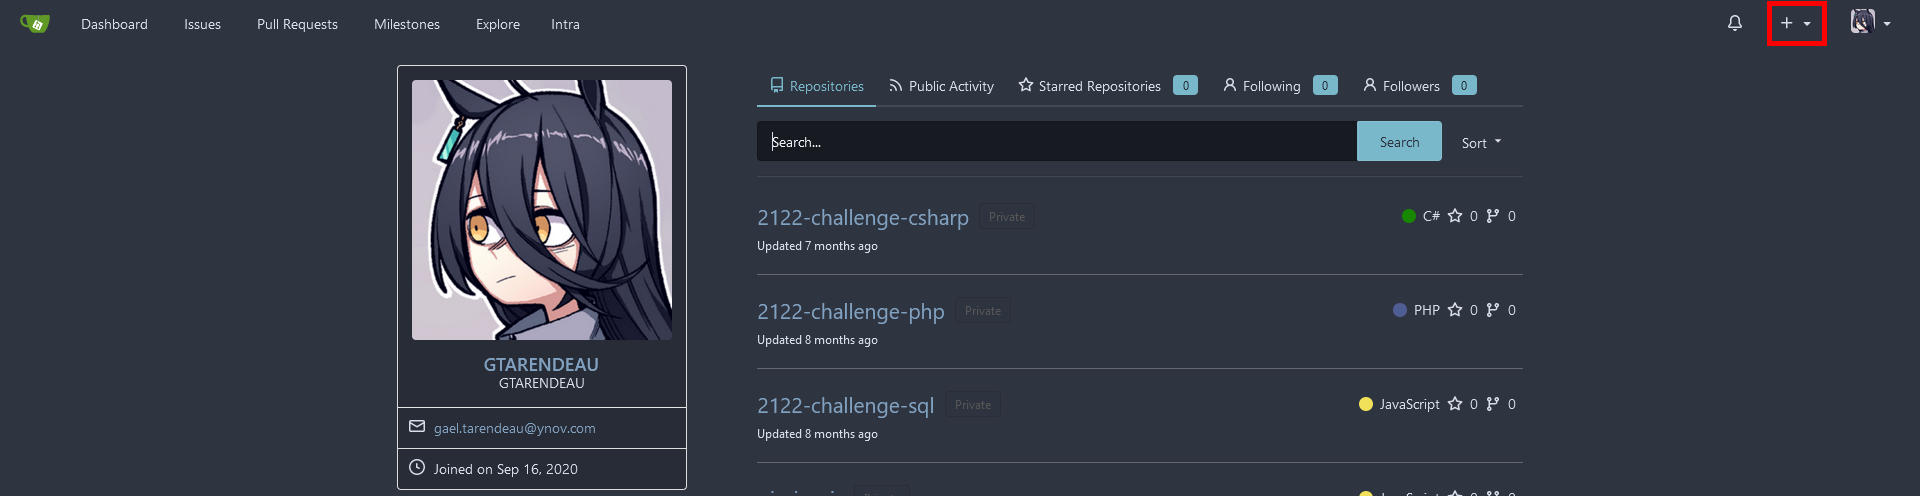 Dashboard Issues Pull Requests Milestones Explore Intra
Repositories Public Activity Starred Repositories 0 Following 0 Followers 0
Search... Search Sort
2122-challenge-csharp Private C# 0 0
Updated 7 months ago
2122-challenge-php Private PHP 0 0
Updated 8 months ago
2122-challenge-sql Private JavaScript 0 0
Updated 8 months ago
GTARENDEAU
GTARENDEAU
gael.tarendeau@ynov.com
Joined on Sep 16, 2020